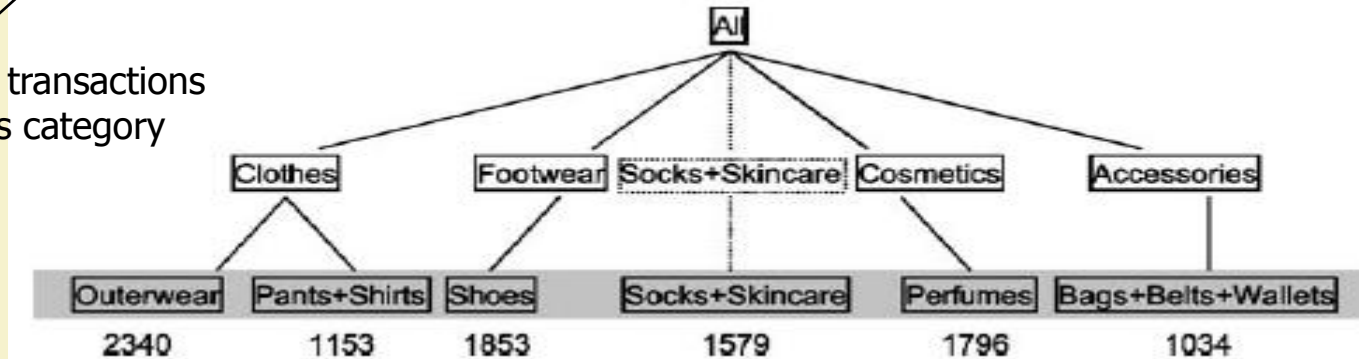 All
transactions
s category
Clothes Footwear Socks+Skincare Cosmetics Accessories
Outerwear Pants+Shirts Shoes Socks+Skincare Perfumes Bags+Belts+Wallets
2340 1153 1853 1579 1796 1034